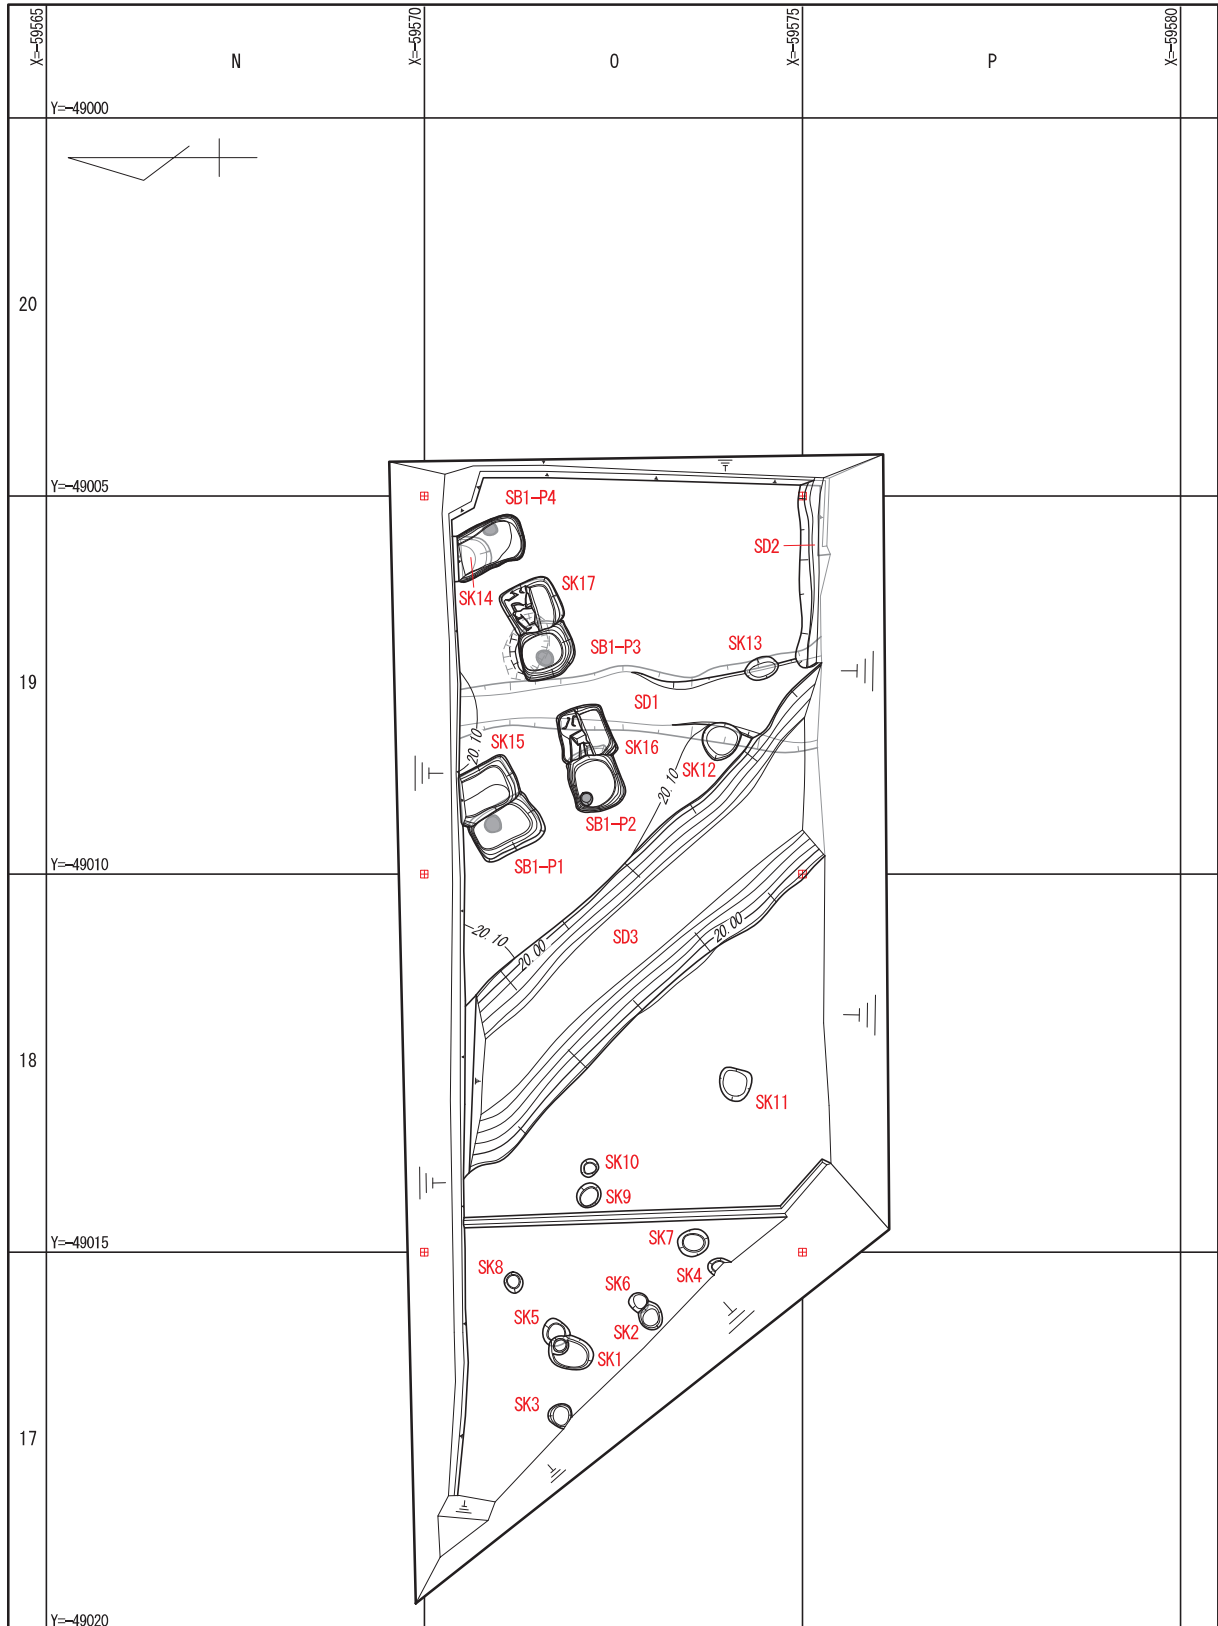 X=-59565
X=-59570
X=-59575
X=-59580
N
O
P
Y=-49000
20
Y=-49005
SB1-P4
SD2
SK14
SK17
SB1-P3
SK13
19
SD1
20.10
SK15
SK16
SK12
20.10
SB1-P2
SB1-P1
Y=-49010
20.10
20.00
SD3
20.00
18
SK11
SK10
SK9
Y=-49015
SK7
SK8
SK4
SK6
SK5
SK2
SK1
SK3
17
Y=-49020